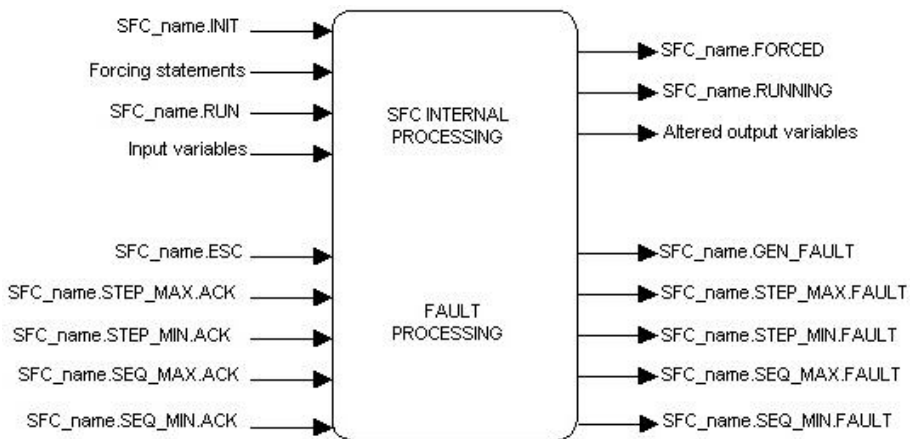 SFC_name.INIT
Forcing statements
SFC_name.RUN
Input variables
SFC_name.ESC
SFC_name.STEP_MAX.ACK
SFC_name.STEP_MIN.ACK
SFC_name.SEQ_MAX.ACK
SFC_name.SEQ_MIN.ACK
SFC INTERNAL
PROCESSING
FAULT
PROCESSING
SFC_name.FORCED
SFC_name.RUNNING
Altered output variables
SFC_name.GEN_FAULT
SFC_name.STEP_MAX.FAULT
SFC_name.STEP_MIN.FAULT
SFC_name.SEQ_MAX.FAULT
SFC_name.SEQ_MIN.FAULT